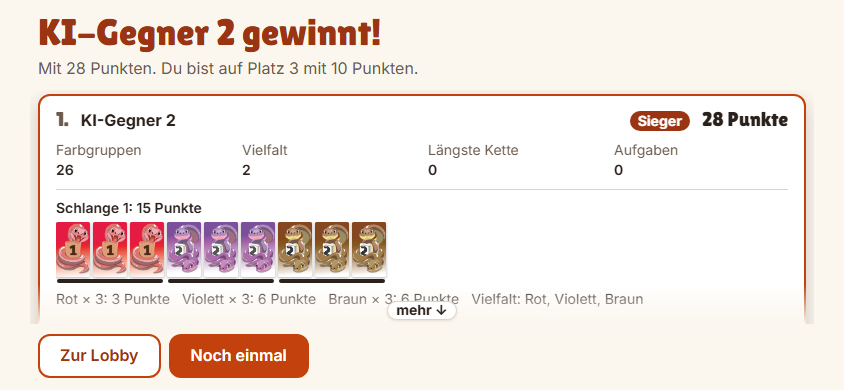 KI-Gegner 2 gewinnt!
Mit 28 Punkten. Du bist auf Platz 3 mit 10 Punkten.
1. KI-Gegner 2 Sieger 28 Punkte
Farbgruppen Vielfalt Längste Kette Aufgaben
26 2 0 0
Schlange 1: 15 Punkte
1 1 1 2 2 2 2 2 2
Rot × 3: 3 Punkte Violett × 3: 6 Punkte Braun × 3: 6 Punkte Vielfalt: Rot, Violett, Braun
mehr ↓
Zur Lobby Noch einmal